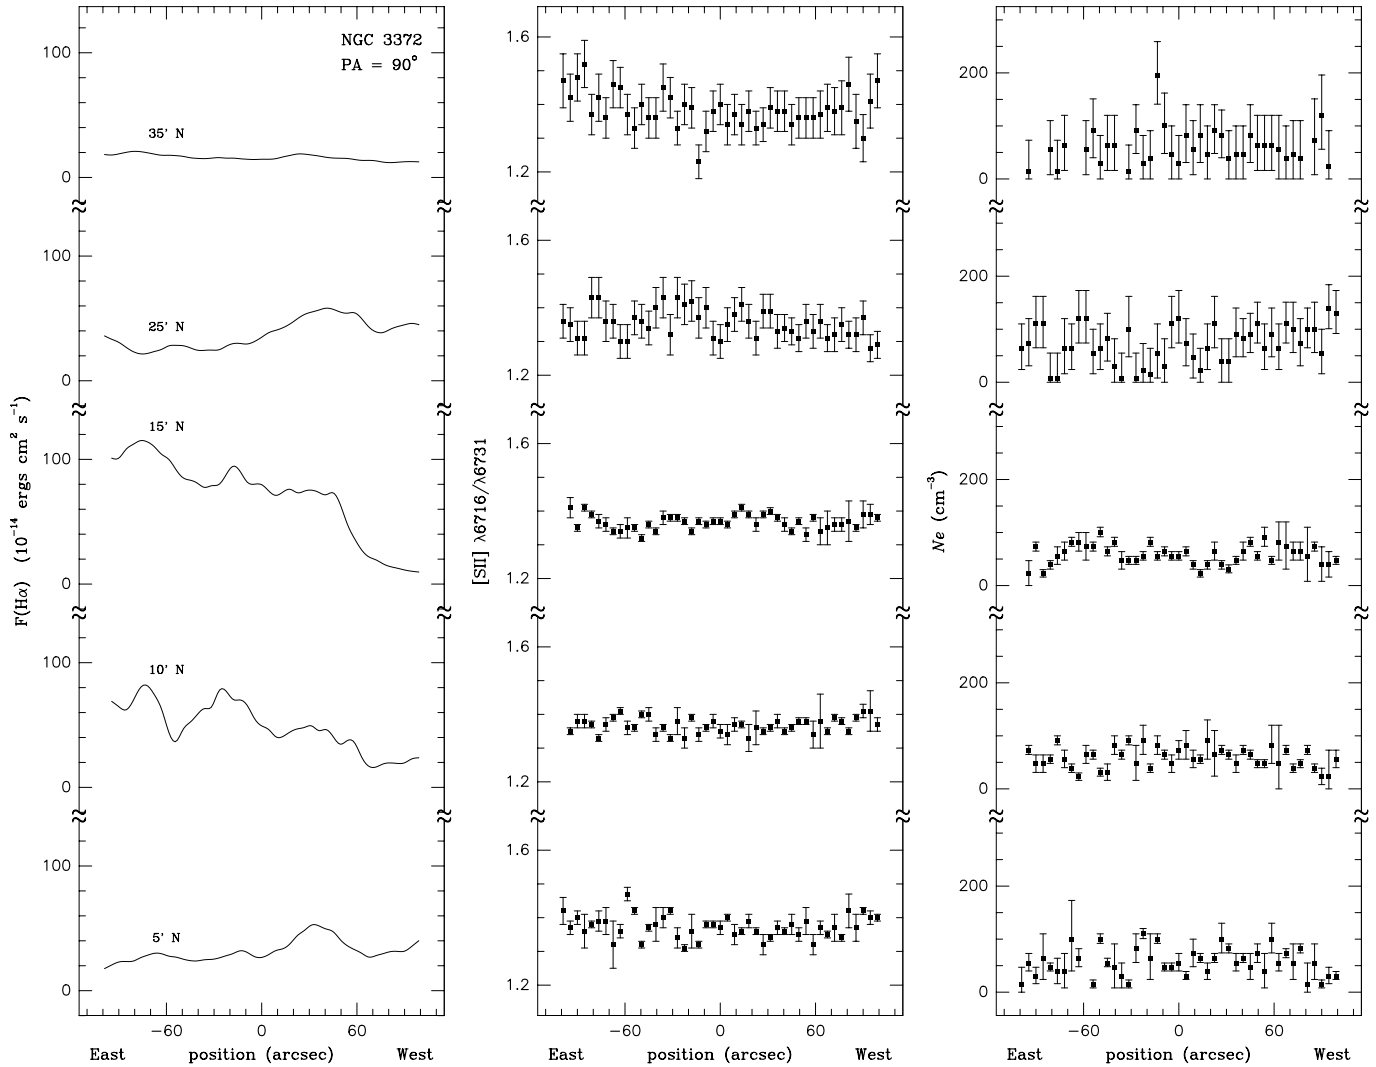 NGC 3372
PA = 90°
35' N
25' N
15' N
10' N
5' N
100
0
100
0
100
0
100
0
100
0
F(Hα) (10⁻¹⁴ ergs cm² s⁻¹)
−60 0 60
East position (arcsec) West
1.6
1.2
1.6
1.2
1.6
1.2
1.6
1.2
1.6
1.2
[SII] λ6716/λ6731
−60 0 60
East position (arcsec) West
200
0
200
0
200
0
200
0
200
0
Ne (cm⁻³)
−60 0 60
East position (arcsec) West